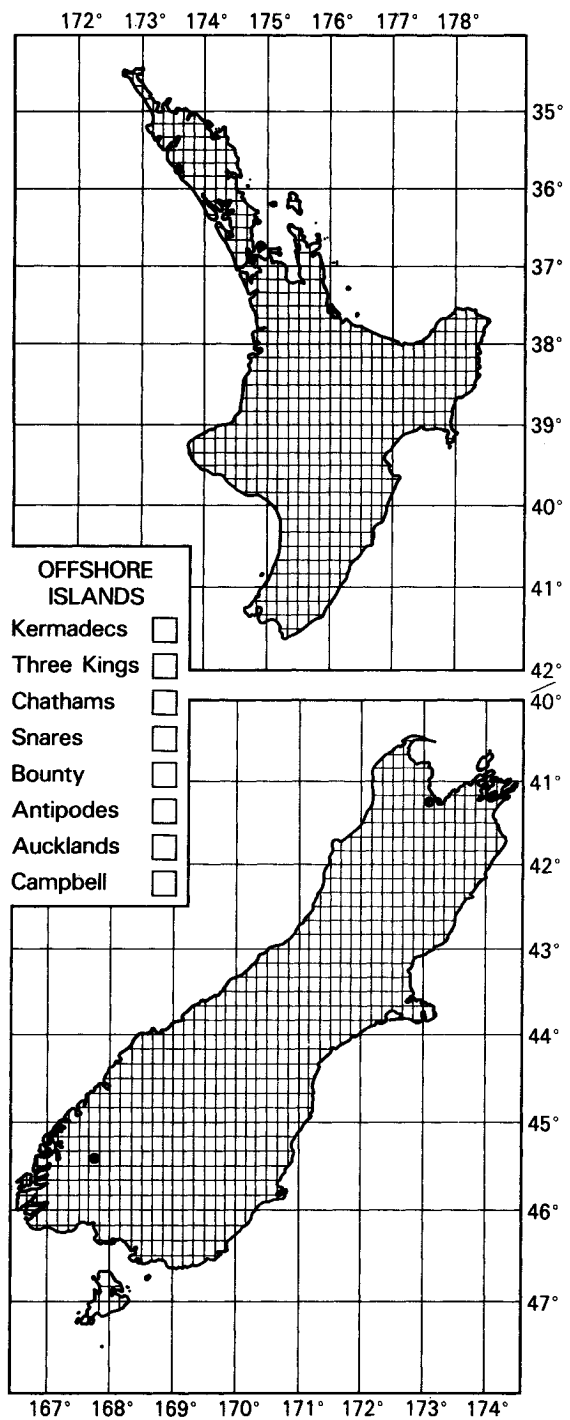 172° 173° 174° 175° 176° 177° 178°
35°
36°
37°
38°
39°
40°
41°
42°
OFFSHORE
ISLANDS
Kermadecs
Three Kings
Chathams
Snares
Bounty
Antipodes
Aucklands
Campbell
40°
41°
42°
43°
44°
45°
46°
47°
167° 168° 169° 170° 171° 172° 173° 174°